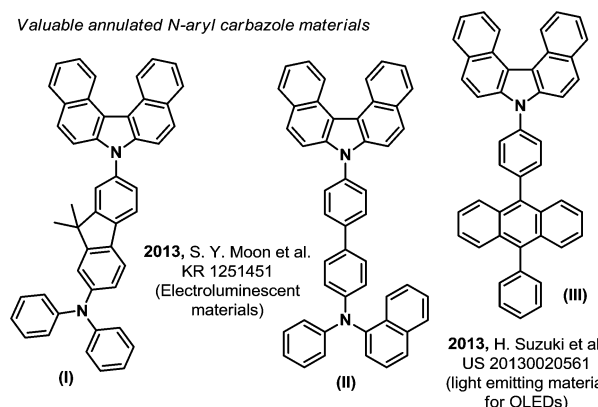 Valuable annulated N-aryl carbazole materials
N
N
N
2013, S. Y. Moon et al.
KR 1251451
(Electroluminescent
materials)
N
N
(I)
(II)
(III)
2013, H. Suzuki et al
US 20130020561
(light emitting materia
for OLEDs)